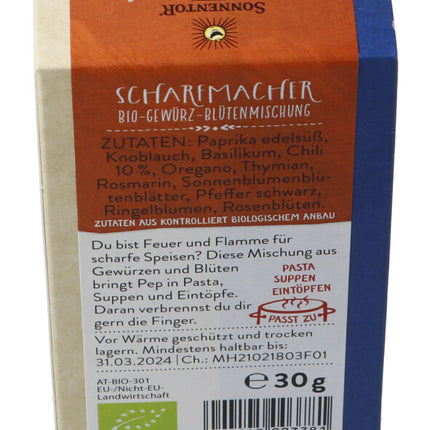 SONNENTOR®
SCHARFMACHER
BIO-GEWÜRZ-BLÜTENMISCHUNG
ZUTATEN: Paprika edelsüß,
Knoblauch, Basilikum, Chili
10 %, Oregano, Thymian,
Rosmarin, Sonnenblumenblü-
tenblätter, Pfeffer schwarz,
Ringelblumen, Rosenblüten.
ZUTATEN AUS KONTROLLIERT BIOLOGISCHEM ANBAU
Du bist Feuer und Flamme für
scharfe Speisen? Diese Mischung aus
Gewürzen und Blüten
bringt Pep in Pasta,
Suppen und Eintöpfe.
Daran verbrennst du dir
gern die Finger.
PASTA
SUPPEN
EINTÖPFEN
PASST ZU
Vor Wärme geschützt und trocken
lagern. Mindestens haltbar bis:
31.03.2024 | Ch.: MH21021803F01
AT-BIO-301
EU-/Nicht-EU-
Landwirtschaft
℮ 30 g